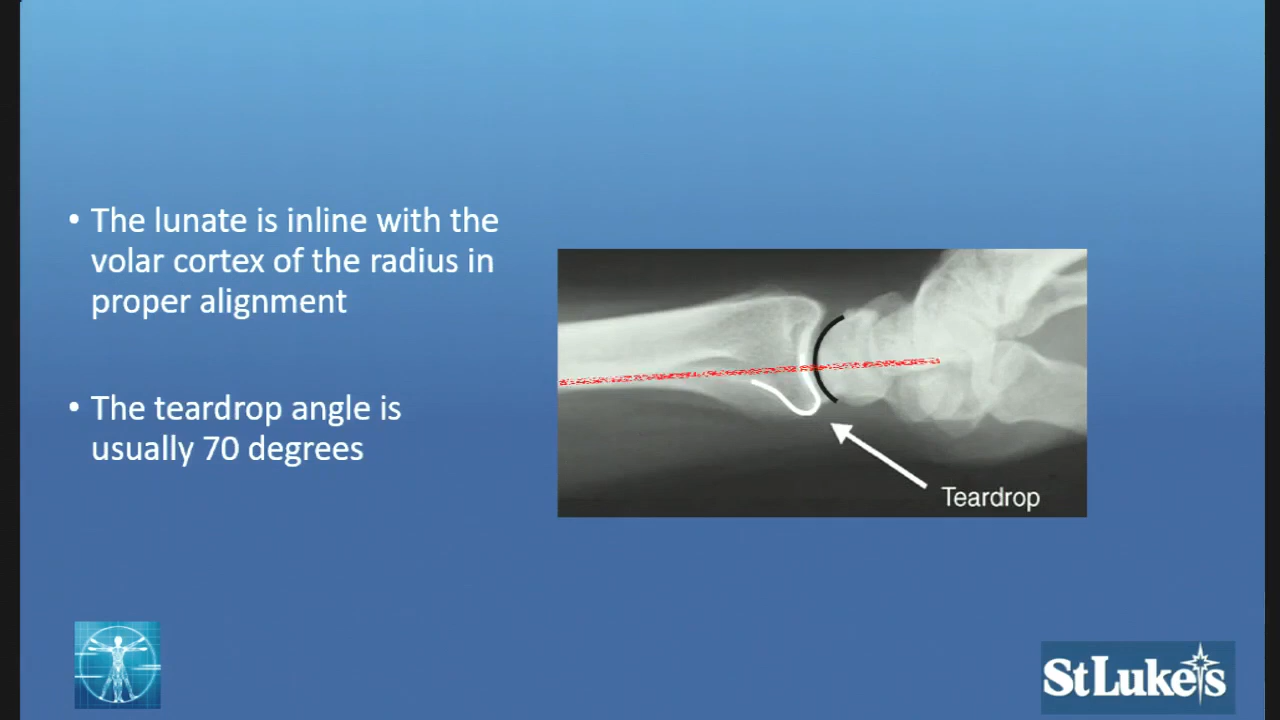 • The lunate is inline with the
volar cortex of the radius in
proper alignment
• The teardrop angle is
usually 70 degrees
Teardrop
StLuke's